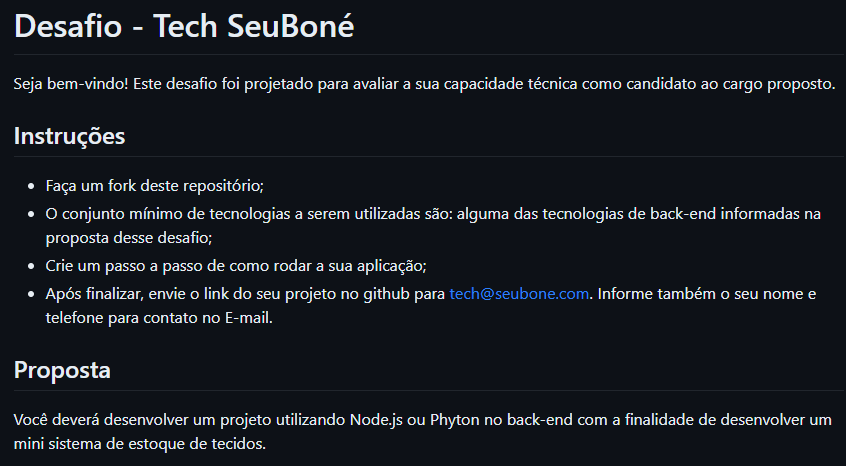 Desafio - Tech SeuBoné
Seja bem-vindo! Este desafio foi projetado para avaliar a sua capacidade técnica como candidato ao cargo proposto.
Instruções
• Faça um fork deste repositório;
• O conjunto mínimo de tecnologias a serem utilizadas são: alguma das tecnologias de back-end informadas na
proposta desse desafio;
• Crie um passo a passo de como rodar a sua aplicação;
• Após finalizar, envie o link do seu projeto no github para tech@seubone.com. Informe também o seu nome e
telefone para contato no E-mail.
Proposta
Você deverá desenvolver um projeto utilizando Node.js ou Phyton no back-end com a finalidade de desenvolver um
mini sistema de estoque de tecidos.